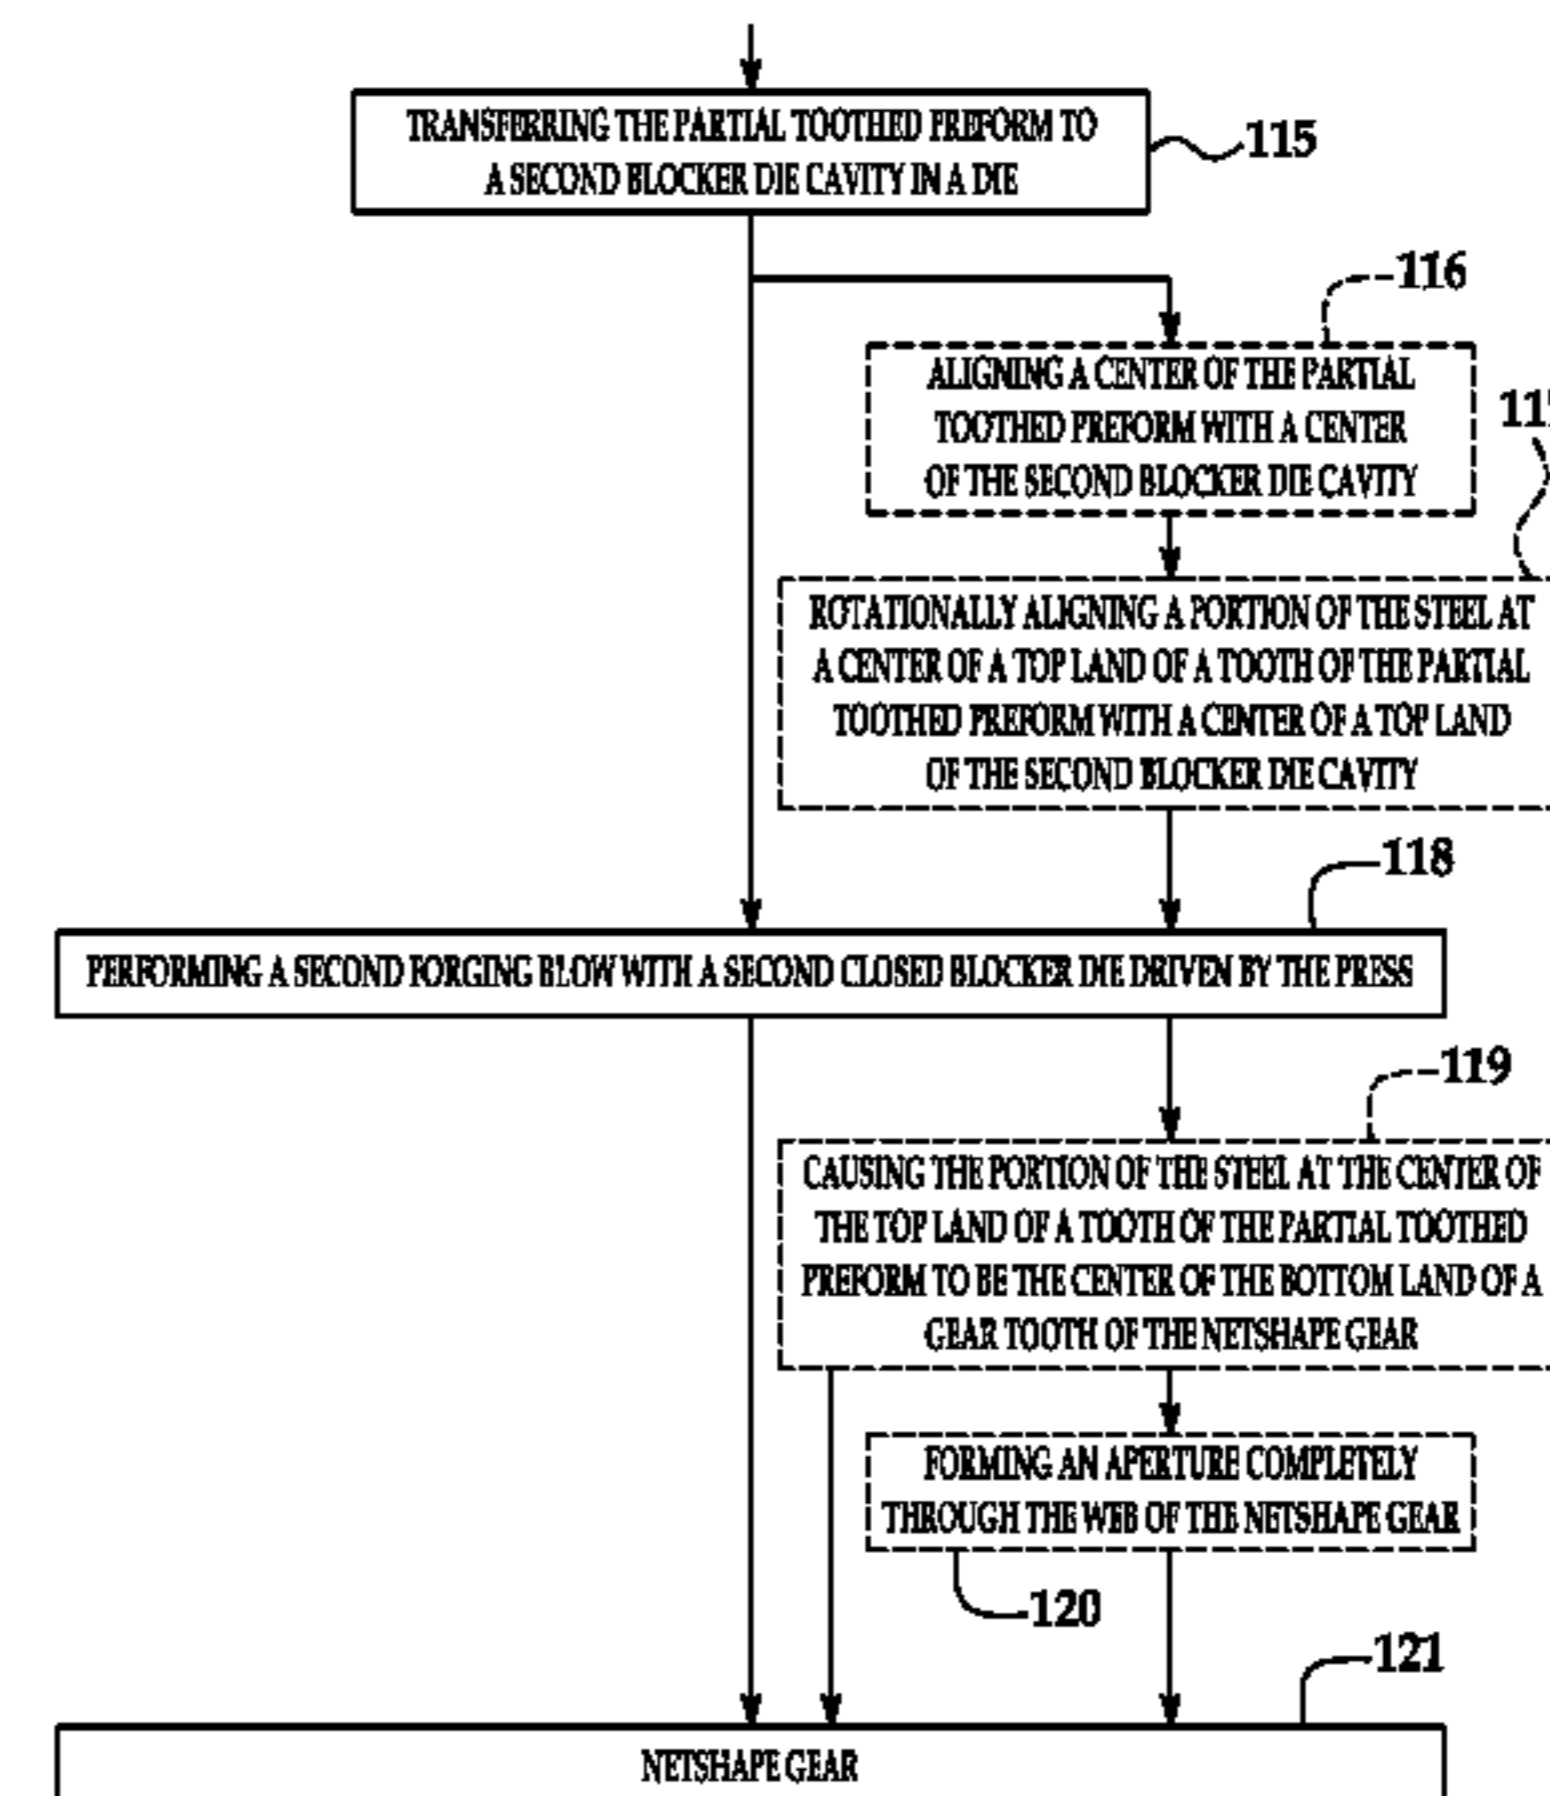 TRANSFERRING THE PARTIAL TOOTHED PREFORM TO
A SECOND BLOCKER DIE CAVITY IN A DIE
115
116
ALIGNING A CENTER OF THE PARTIAL
TOOTHED PREFORM WITH A CENTER
OF THE SECOND BLOCKER DIE CAVITY
ROTATIONALLY ALIGNING A PORTION OF THE STEEL AT
A CENTER OF A TOP LAND OF A TOOTH OF THE PARTIAL
TOOTHED PREFORM WITH A CENTER OF A TOP LAND
OF THE SECOND BLOCKER DIE CAVITY
118
PERFORMING A SECOND FORGING BLOW WITH A SECOND CLOSED BLOCKER DIE DRIVEN BY THE PRESS
119
CAUSING THE PORTION OF THE STEEL AT THE CENTER OF
THE TOP LAND OF A TOOTH OF THE PARTIAL TOOTHED
PREFORM TO BE THE CENTER OF THE BOTTOM LAND OF A
GEAR TOOTH OF THE NETSHAPE GEAR
FORMING AN APERTURE COMPLETELY
THROUGH THE WEB OF THE NETSHAPE GEAR
120
121
NETSHAPE GEAR